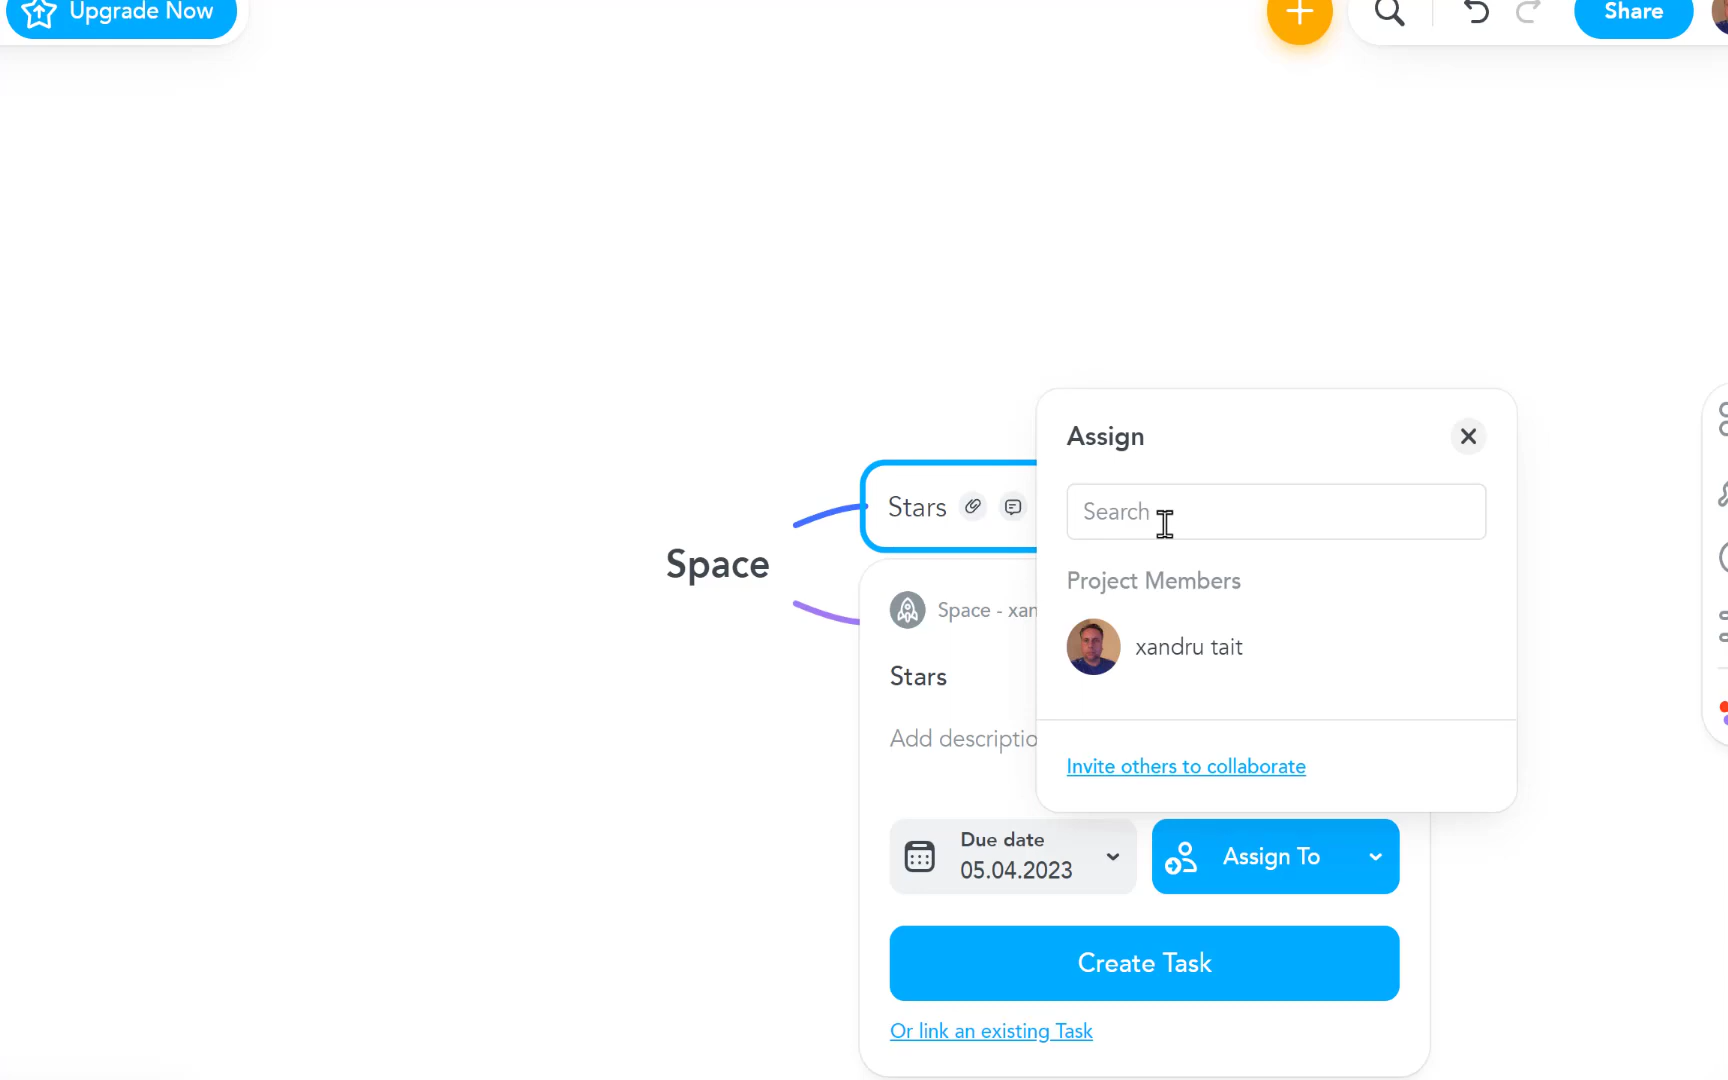 Upgrade Now
Share
Assign
Search
Project Members
xandru tait
Invite others to collaborate
Space
Stars
Space - xan
Stars
Add descriptio
Due date
05.04.2023
Assign To
Create Task
Or link an existing Task